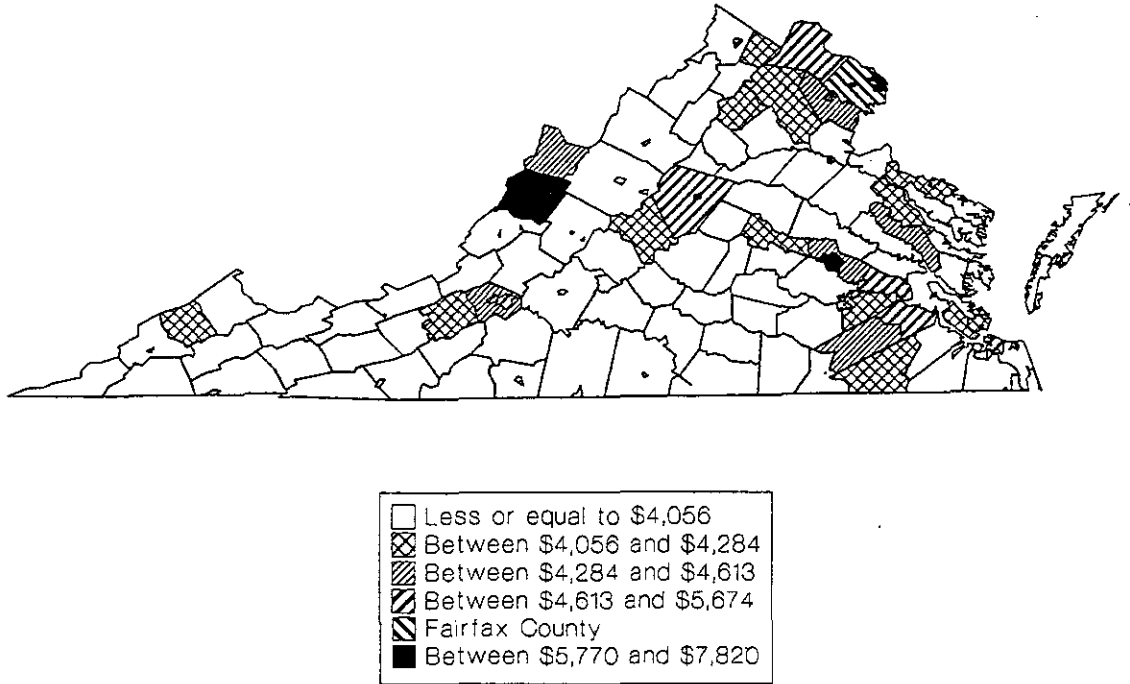 Less or equal to $4,056
Between $4,056 and $4,284
Between $4,284 and $4,613
Between $4,613 and $5,674
Fairfax County
Between $5,770 and $7,820